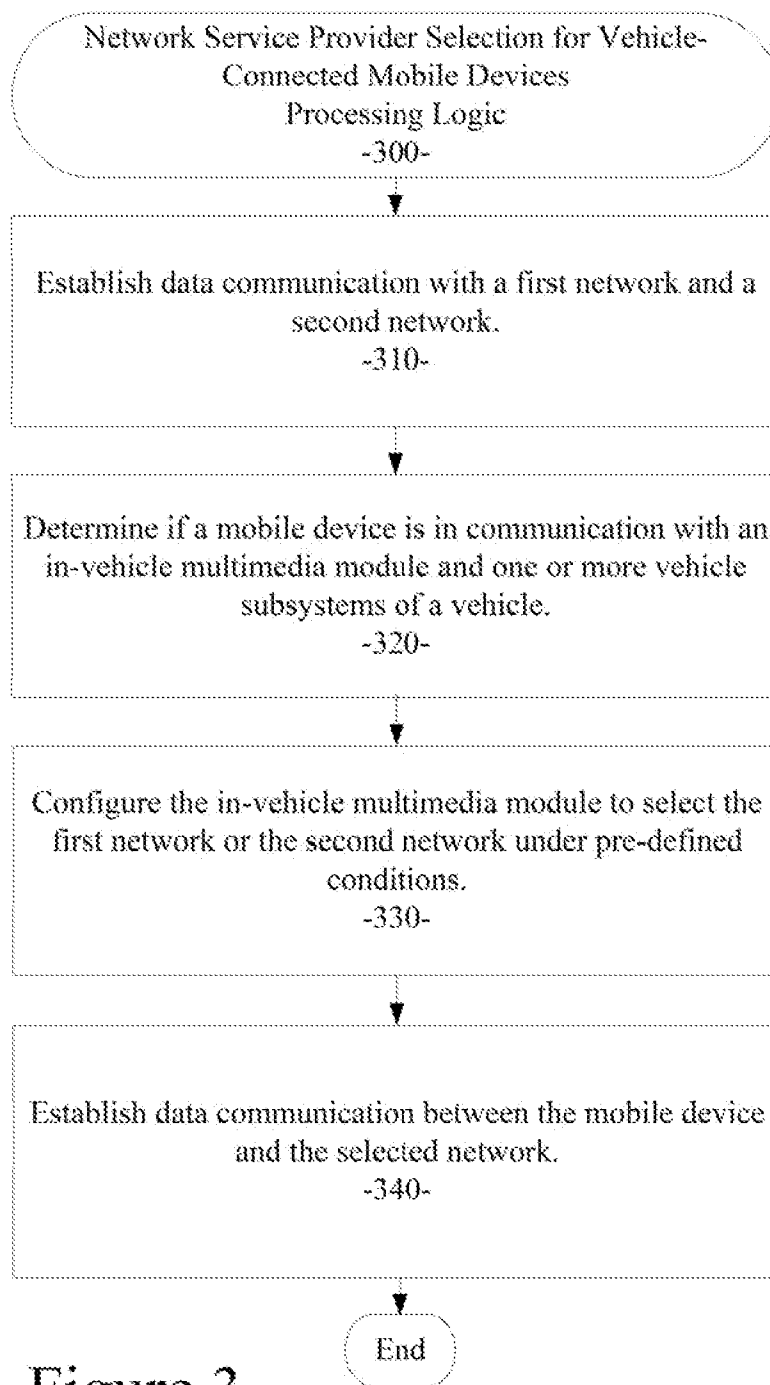 Network Service Provider Selection for Vehicle-
Connected Mobile Devices
Processing Logic
-300-
Establish data communication with a first network and a
second network.
-310-
Determine if a mobile device is in communication with an
in-vehicle multimedia module and one or more vehicle
subsystems of a vehicle.
-320-
Configure the in-vehicle multimedia module to select the
first network or the second network under pre-defined
conditions.
-330-
Establish data communication between the mobile device
and the selected network.
-340-
End
Figure 3